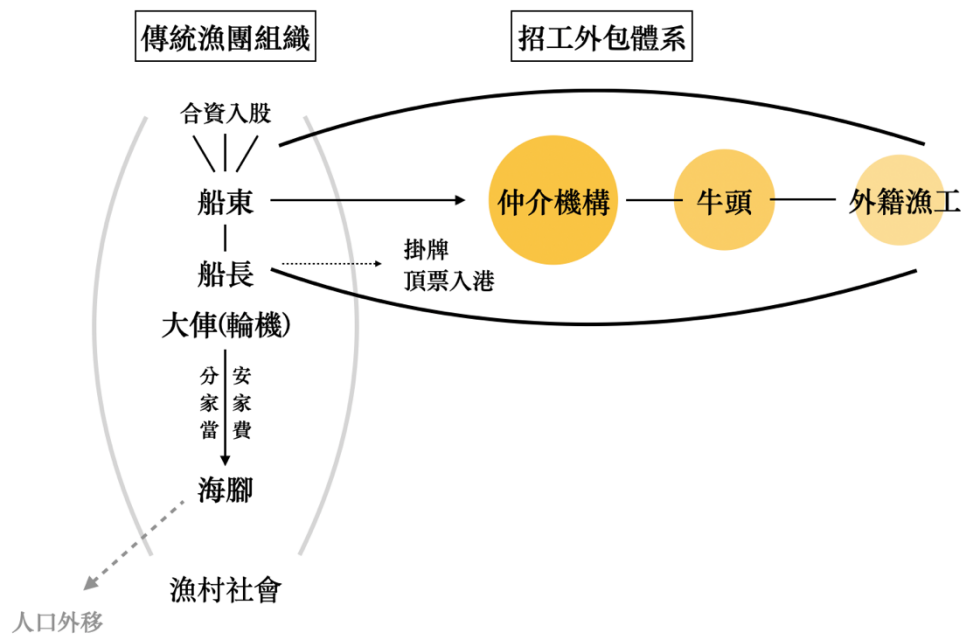 傳統漁團組織
招工外包體系
合資入股
船東
仲介機構
牛頭
外籍漁工
船長
掛牌
頂票入港
大俥(輪機)
分家當
安家費
海腳
漁村社會
人口外移